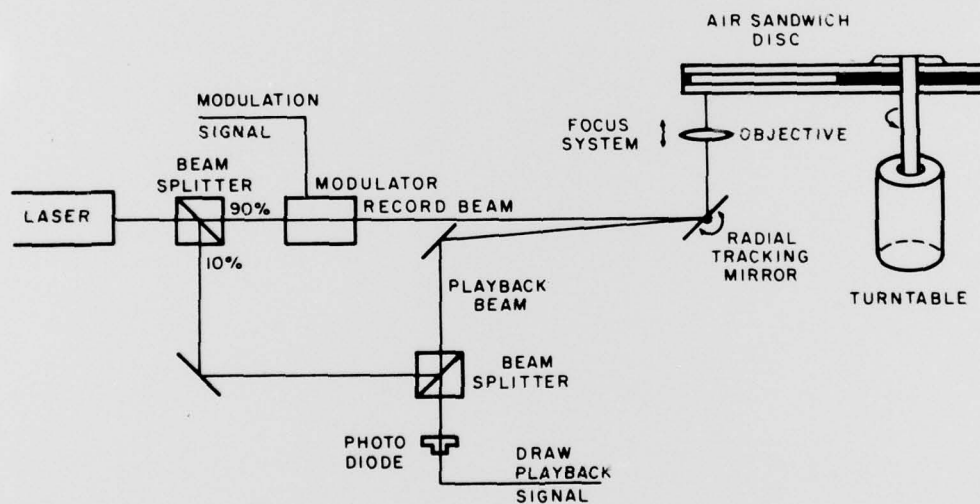 AIR SANDWICH
DISC
MODULATION
SIGNAL
FOCUS
SYSTEM
OBJECTIVE
BEAM
SPLITTER
MODULATOR
LASER
90%
RECORD BEAM
10%
RADIAL
TRACKING
MIRROR
PLAYBACK
BEAM
TURNTABLE
BEAM
SPLITTER
PHOTO
DIODE
DRAW
PLAYBACK
SIGNAL